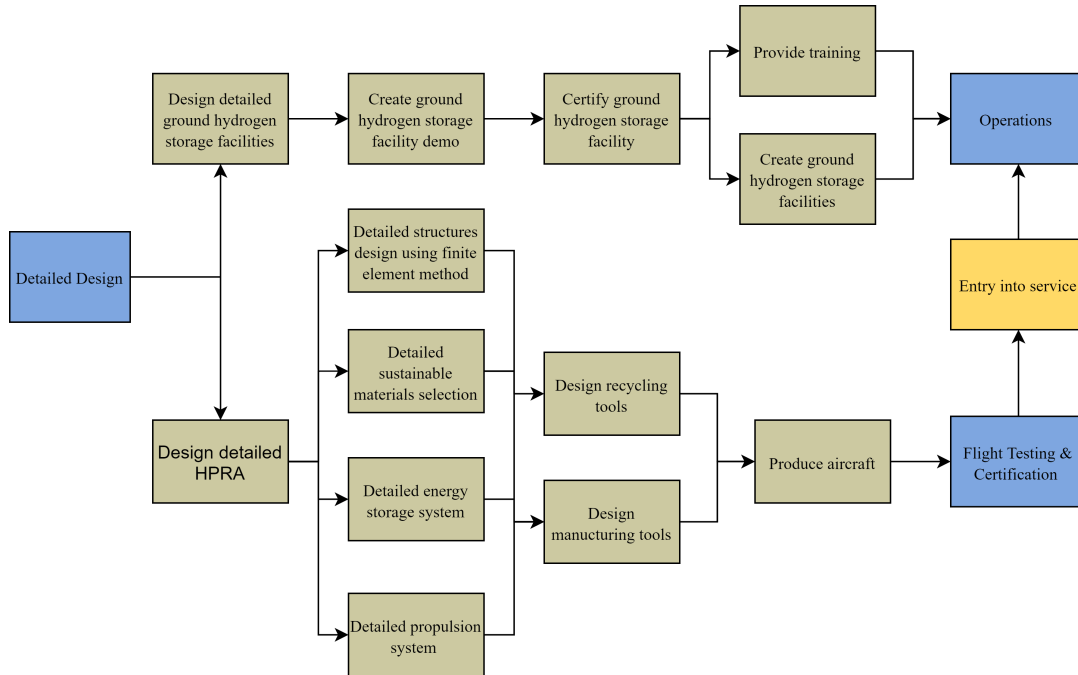 Provide training
Design detailed
ground hydrogen
storage facilities
Create ground
hydrogen storage
facility demo
Certify ground
hydrogen storage
facility
Operations
Create ground
hydrogen storage
facilities
Detailed structures
design using finite
element method
Detailed Design
Entry into service
Detailed
sustainable
materials selection
Design recycling
tools
Design detailed
HPRA
Produce aircraft
Flight Testing &
Certification
Detailed energy
storage system
Design
manucturing tools
Detailed propulsion
system